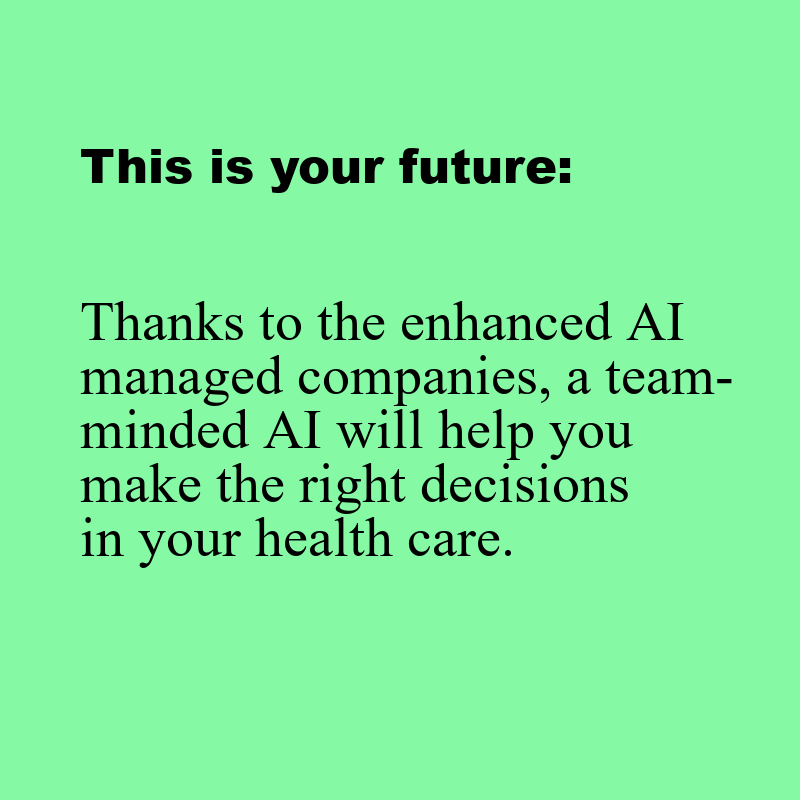 This is your future:
Thanks to the enhanced AI
managed companies, a team-
minded AI will help you
make the right decisions
in your health care.